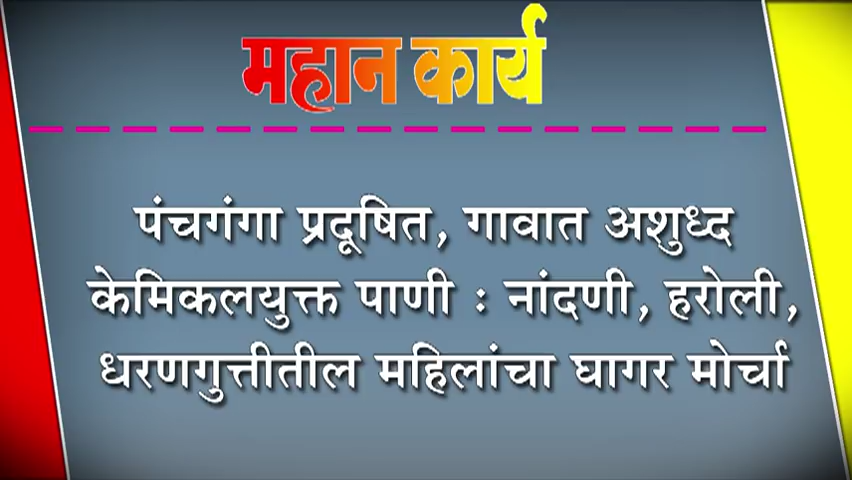 महान कार्य
पंचगंगा प्रदूषित, गावात अशुध्द
केमिकलयुक्त पाणी : नांदणी, हरोली,
धरणगुत्तीतील महिलांचा घागर मोर्चा